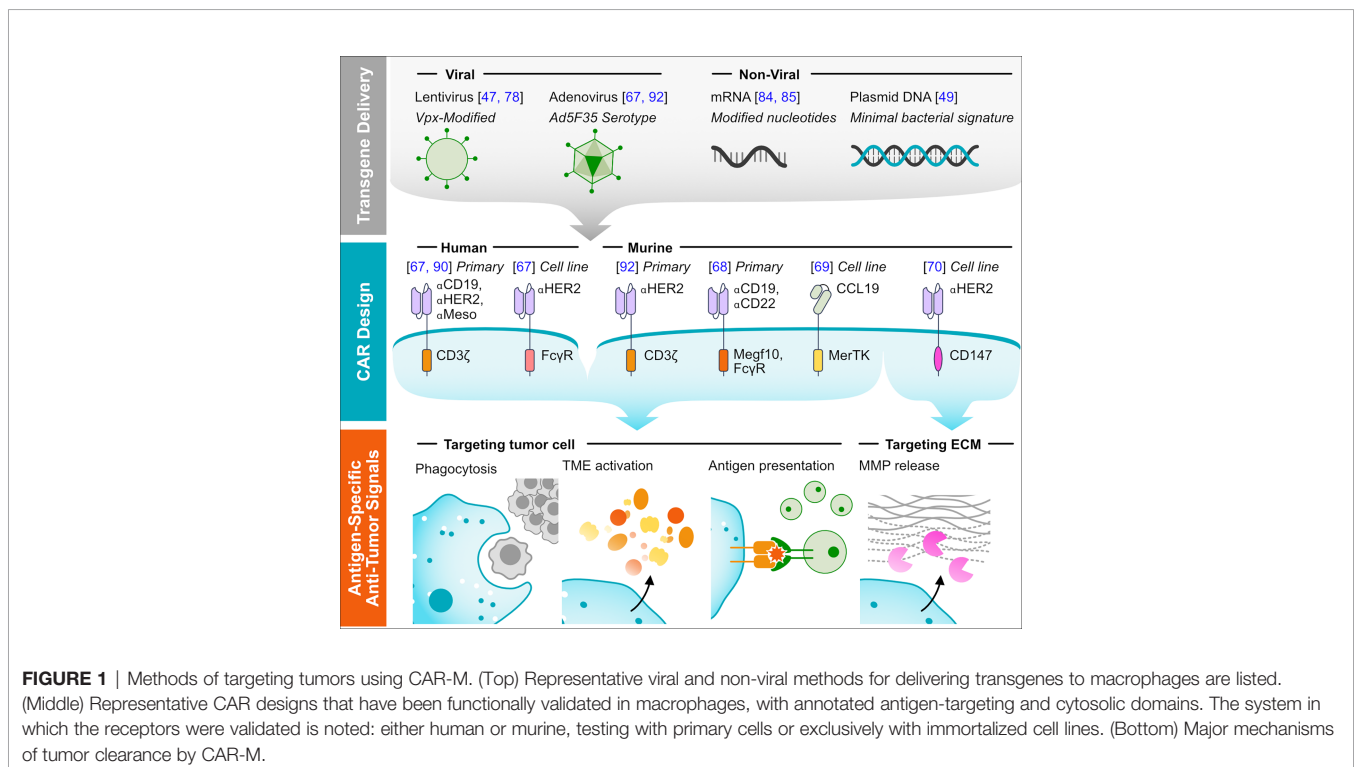 Transgene Delivery
Viral
Non-Viral
Lentivirus [47, 78]
Vpx-Modified
Adenovirus [67, 92]
Ad5F35 Serotype
mRNA [84, 85]
Modified nucleotides
Plasmid DNA [49]
Minimal bacterial signature
CAR Design
Human
Murine
[67, 90] Primary
αCD19,
αHER2,
αMeso
CD3ζ
[67] Cell line
αHER2
FcγR
[92] Primary
αHER2
CD3ζ
[68] Primary
αCD19,
αCD22
Megf10,
FcγR
[69] Cell line
CCL19
MerTK
[70] Cell line
αHER2
CD147
Antigen-Specific
Anti-Tumor Signals
Targeting tumor cell
Targeting ECM
Phagocytosis
TME activation
Antigen presentation
MMP release
FIGURE 1 | Methods of targeting tumors using CAR-M. (Top) Representative viral and non-viral methods for delivering transgenes to macrophages are listed.
(Middle) Representative CAR designs that have been functionally validated in macrophages, with annotated antigen-targeting and cytosolic domains. The system in
which the receptors were validated is noted: either human or murine, testing with primary cells or exclusively with immortalized cell lines. (Bottom) Major mechanisms
of tumor clearance by CAR-M.